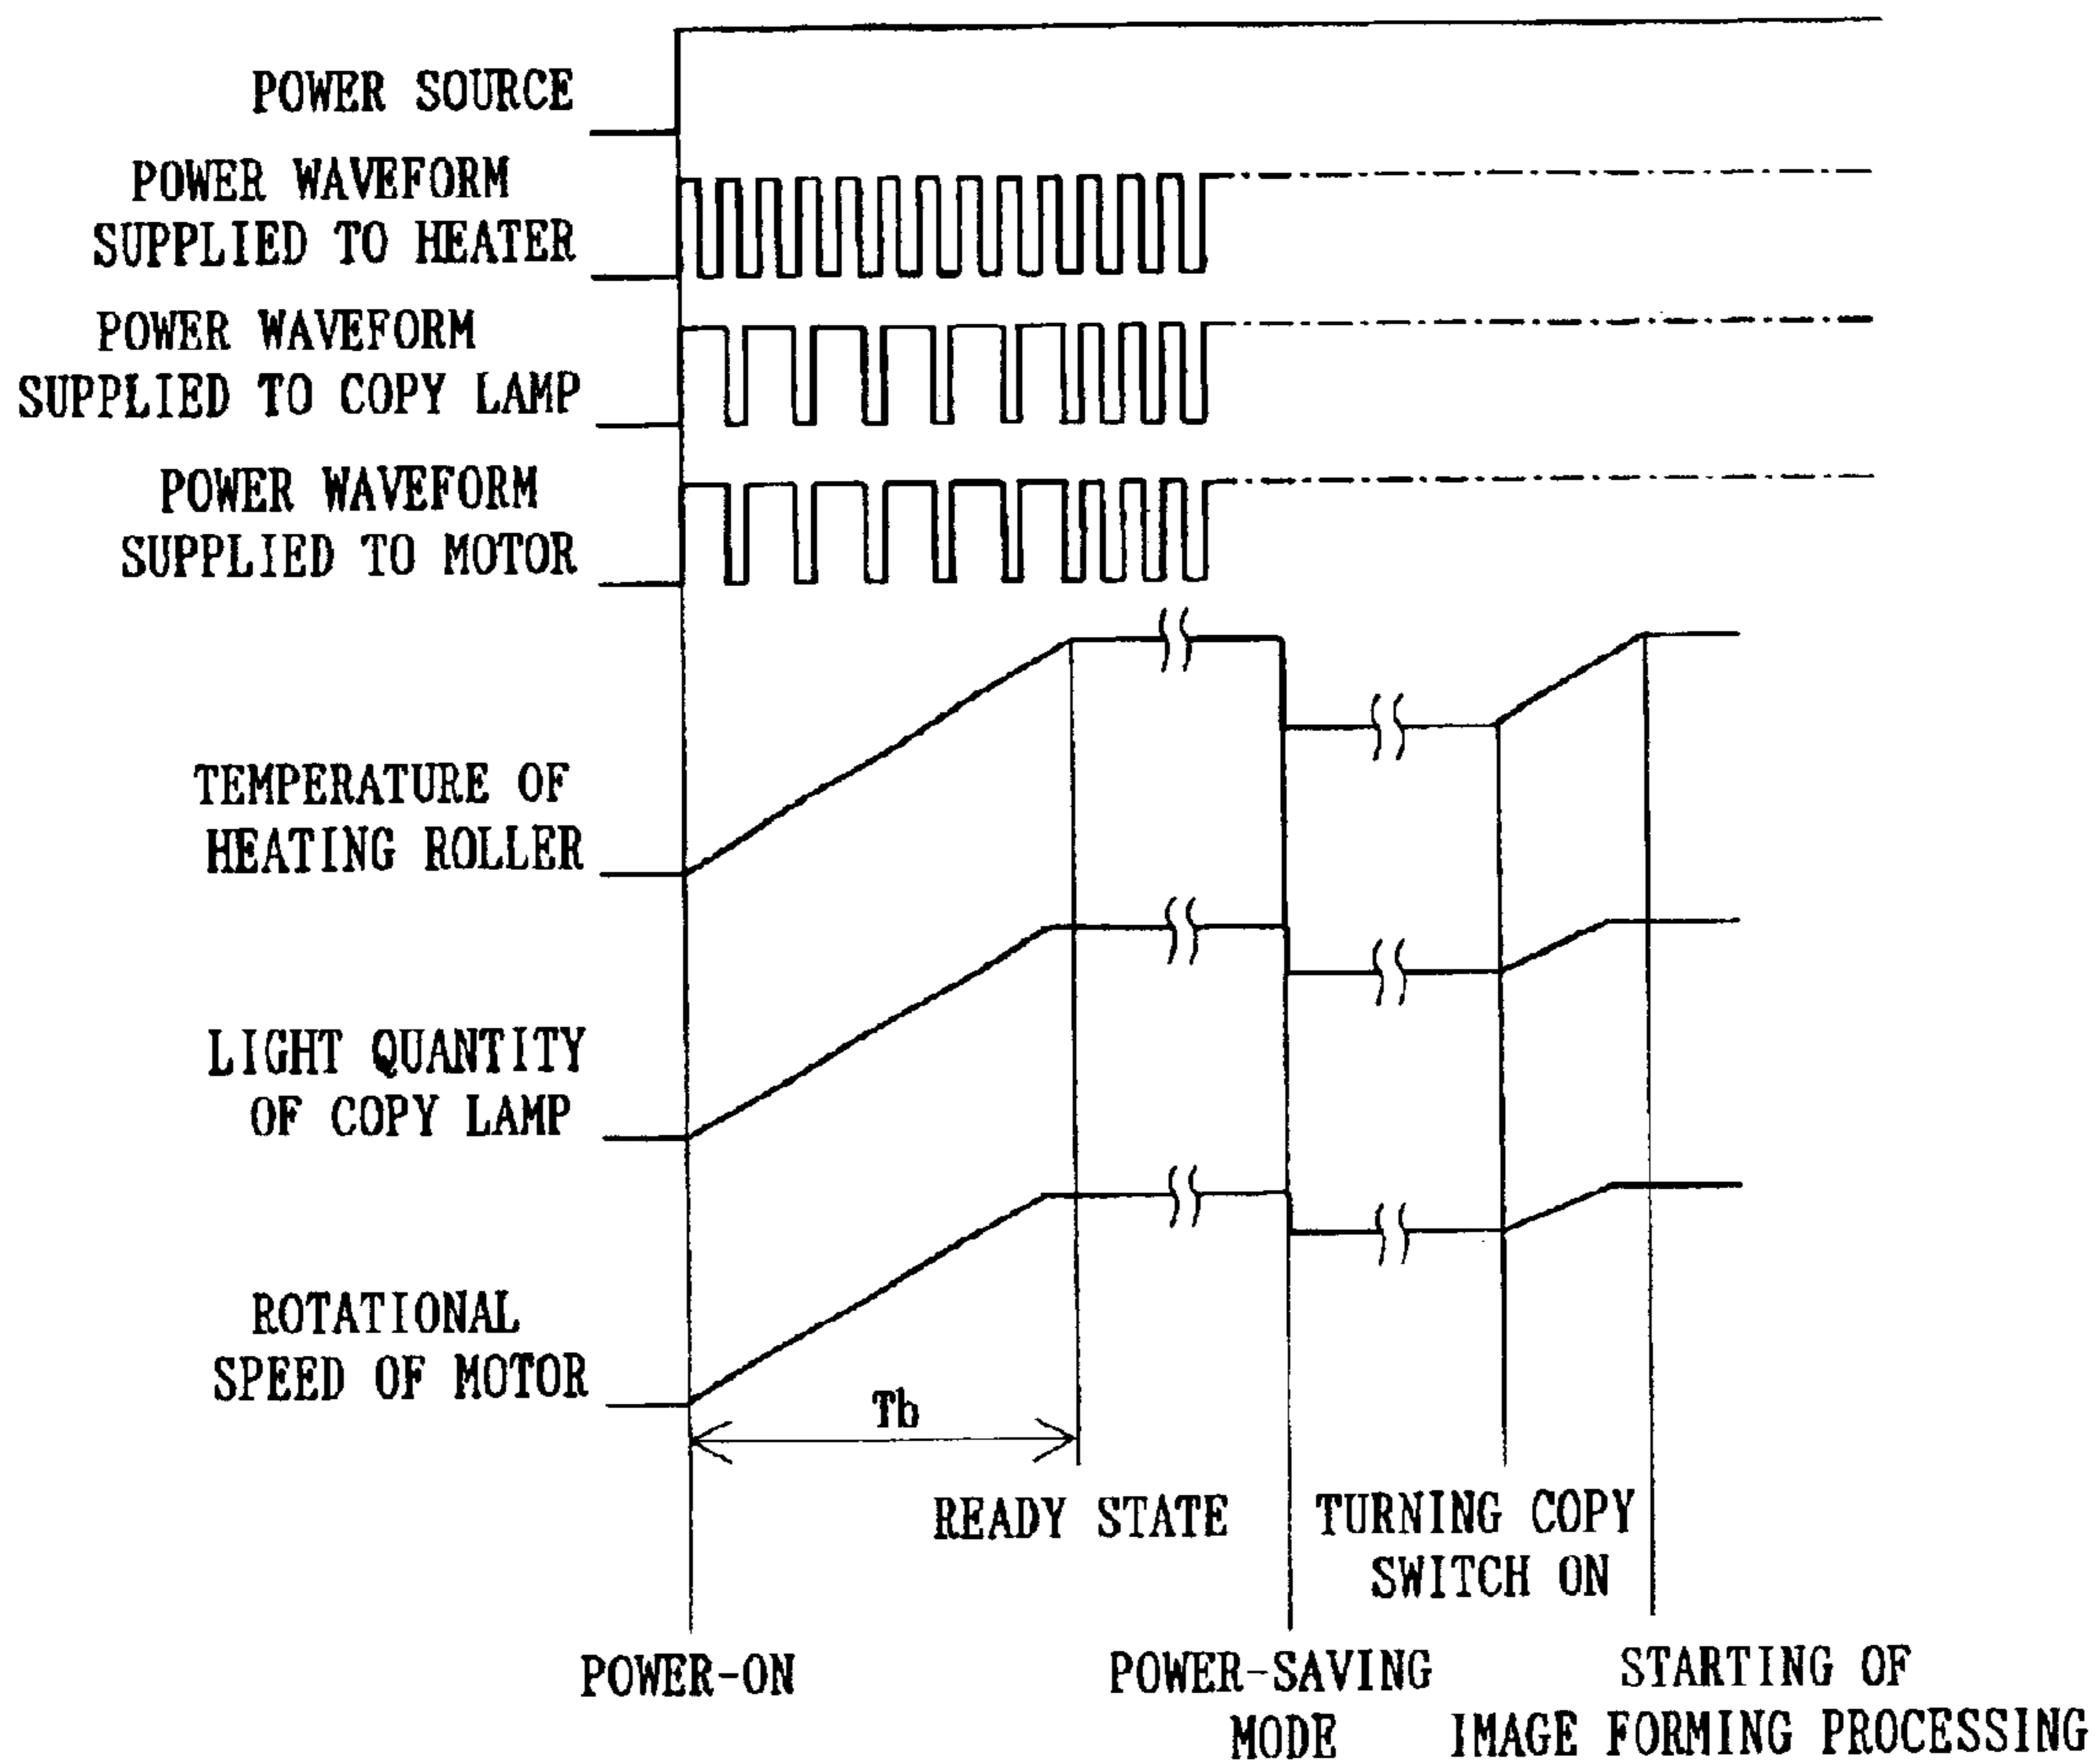 POWER SOURCE
POWER WAVEFORM
SUPPLIED TO HEATER
POWER WAVEFORM
SUPPLIED TO COPY LAMP
POWER WAVEFORM
SUPPLIED TO MOTOR
TEMPERATURE OF
HEATING ROLLER
LIGHT QUANTITY
OF COPY LAMP
ROTATIONAL
SPEED OF MOTOR
Tb
READY STATE
TURNING COPY
SWITCH ON
POWER-ON
POWER-SAVING
MODE
STARTING OF
IMAGE FORMING PROCESSING